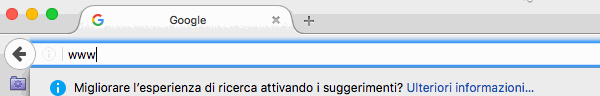 Google
www
Migliorare l'esperienza di ricerca attivando i suggerimenti? Ulteriori informazioni...